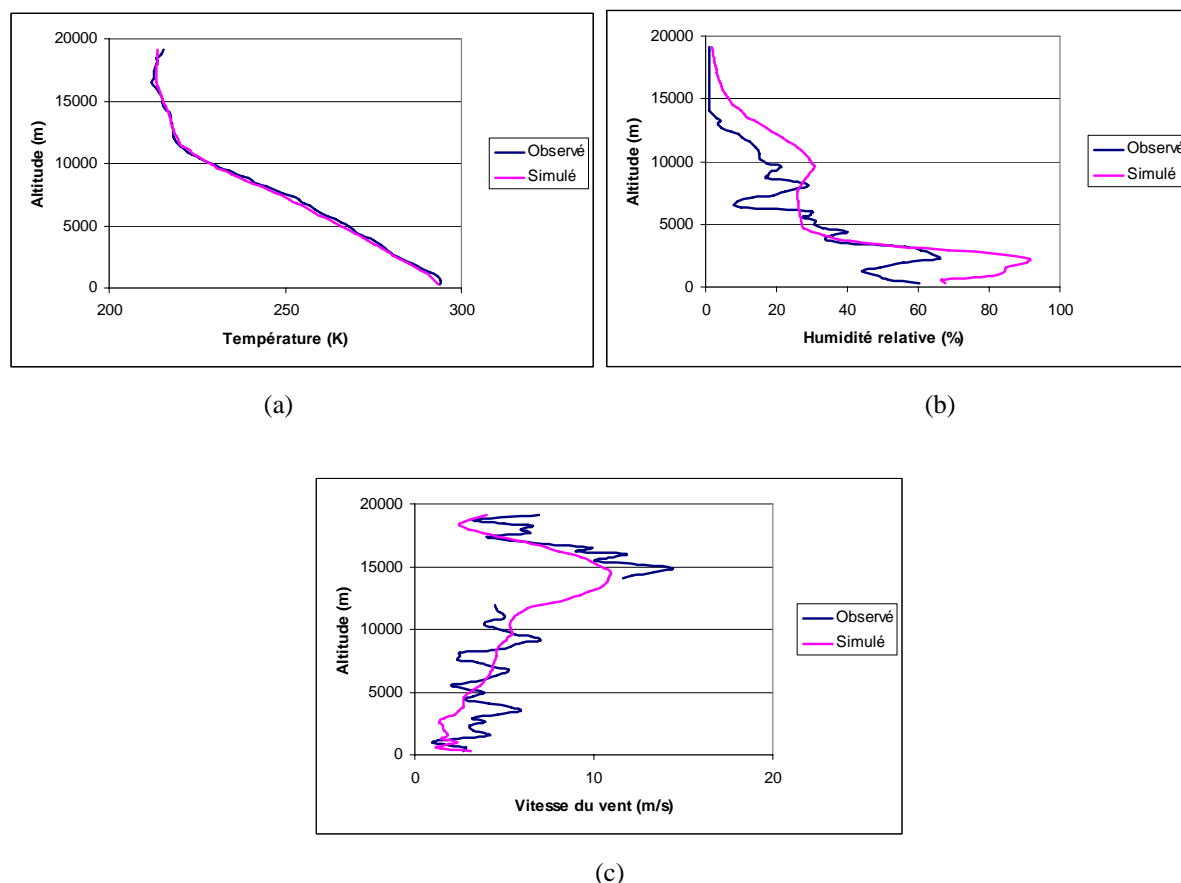 20000
15000
10000
5000
0
Altitude (m)
200
250
300
Température (K)
Observé
Simulé
(a)
20000
15000
10000
5000
0
Altitude (m)
0
20
40
60
80
100
Humidité relative (%)
Observé
Simulé
(b)
20000
15000
10000
5000
0
Altitude (m)
0
10
20
Vitesse du vent (m/s)
Observé
Simulé
(c)